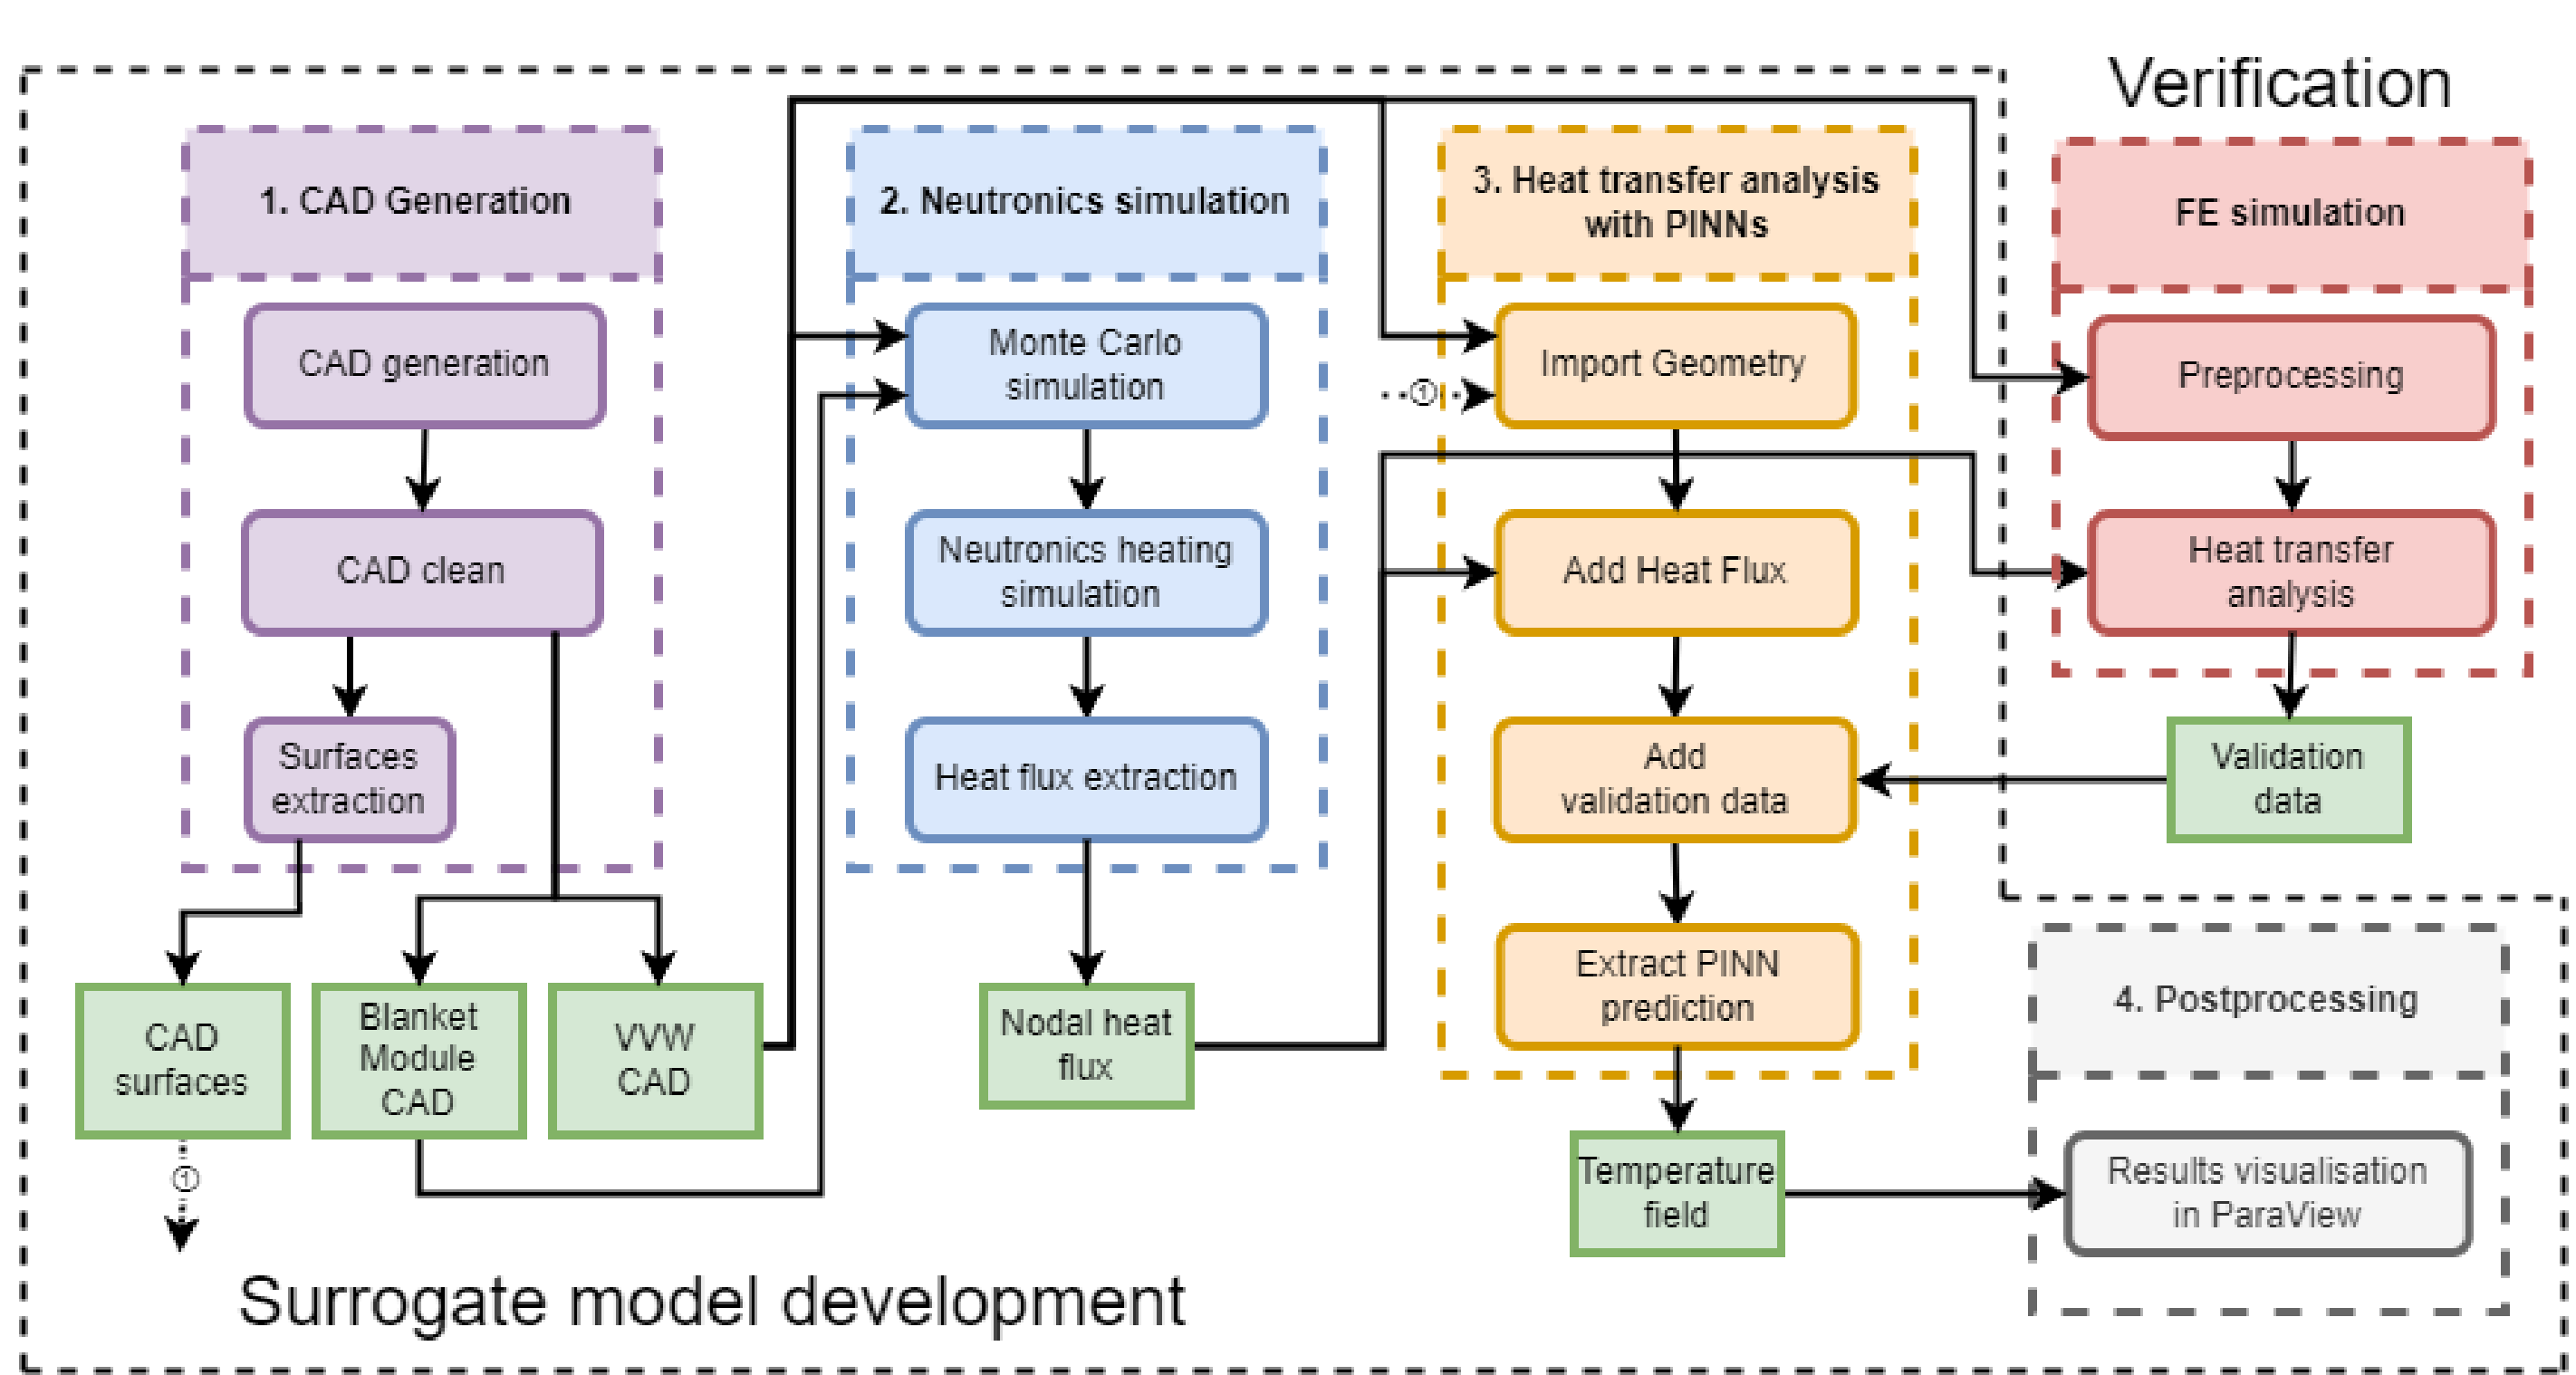 Verification
1. CAD Generation
CAD generation
CAD clean
Surfaces
extraction
CAD
surfaces
①
Blanket
Module
CAD
VVW
CAD
2. Neutronics simulation
Monte Carlo
simulation
Neutronics heating
simulation
Heat flux extraction
Nodal heat
flux
3. Heat transfer analysis
with PINNs
①
Import Geometry
Add Heat Flux
Add
validation data
Extract PINN
prediction
Temperature
field
FE simulation
Preprocessing
Heat transfer
analysis
Validation
data
4. Postprocessing
Results visualisation
in ParaView
Surrogate model development